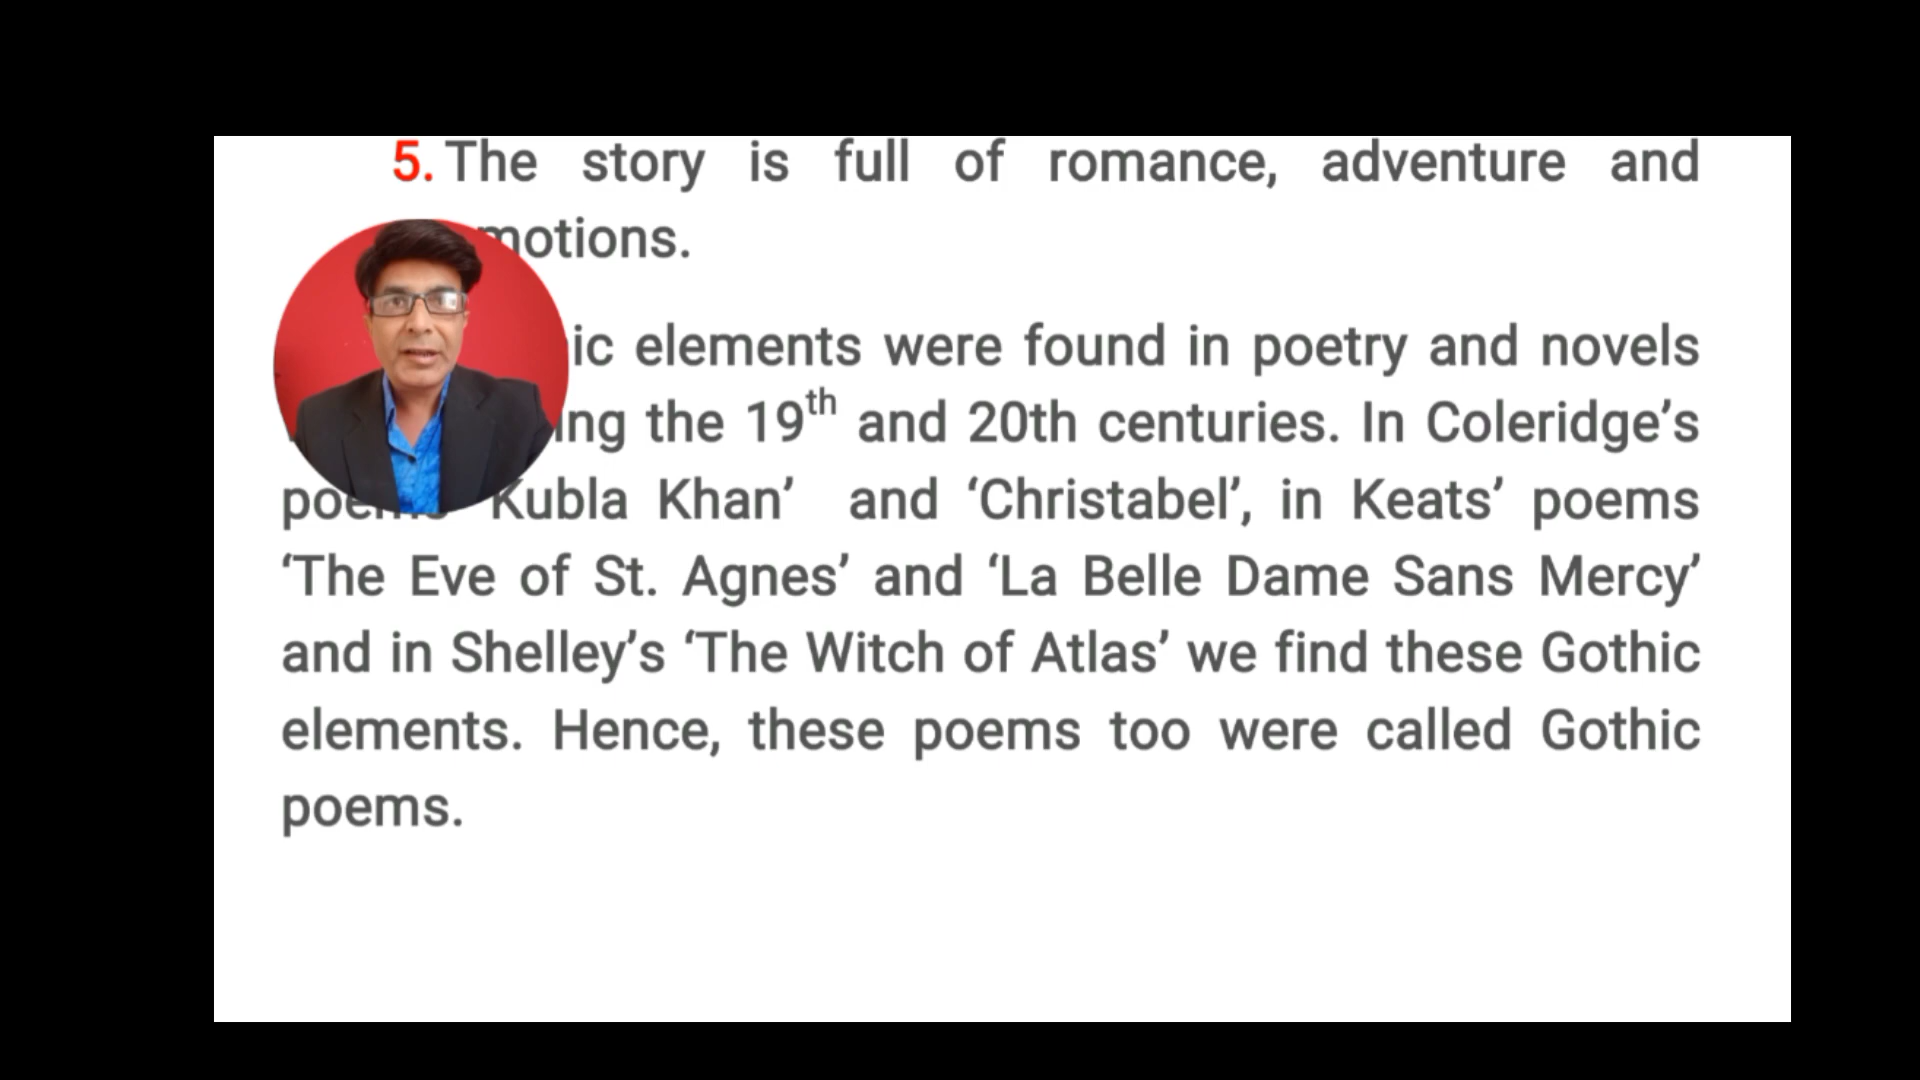 5. The story is full of romance, adventure and
motions.
ic elements were found in poetry and novels
ing the 19th and 20th centuries. In Coleridge’s
Kubla Khan’ and ‘Christabel’, in Keats’ poems
‘The Eve of St. Agnes’ and ‘La Belle Dame Sans Mercy’
and in Shelley’s ‘The Witch of Atlas’ we find these Gothic
elements. Hence, these poems too were called Gothic
poems.